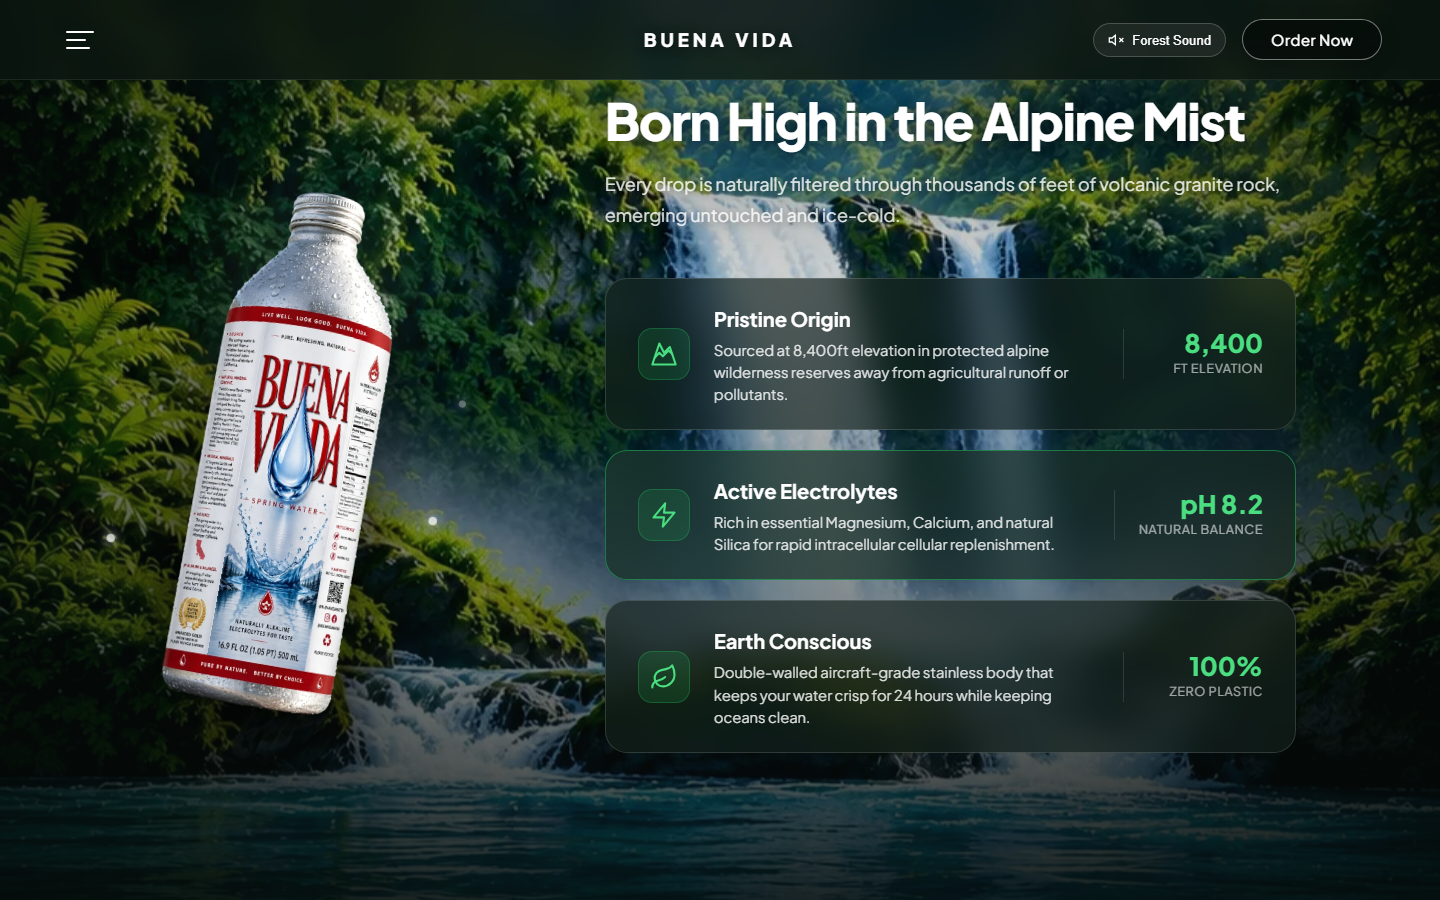 BUENA VIDA
Forest Sound
Order Now
Born High in the Alpine Mist
Every drop is naturally filtered through thousands of feet of volcanic granite rock,
emerging untouched and ice-cold.
LIVE WELL. LOOK GOOD. BUENA VIDA.
PURE. REFRESHING. NATURAL
BUENA
VIDA
SPRING WATER
NATURALLY ALKALINE
ELECTROLYTES FOR TASTE
16.9 FL OZ (1.05 PT) 500 mL
PURE BY NATURE. BETTER BY CHOICE.
Pristine Origin
Sourced at 8,400ft elevation in protected alpine
wilderness reserves away from agricultural runoff or
pollutants.
8,400
FT ELEVATION
Active Electrolytes
Rich in essential Magnesium, Calcium, and natural
Silica for rapid intracellular cellular replenishment.
pH 8.2
NATURAL BALANCE
Earth Conscious
Double-walled aircraft-grade stainless body that
keeps your water crisp for 24 hours while keeping
oceans clean.
100%
ZERO PLASTIC